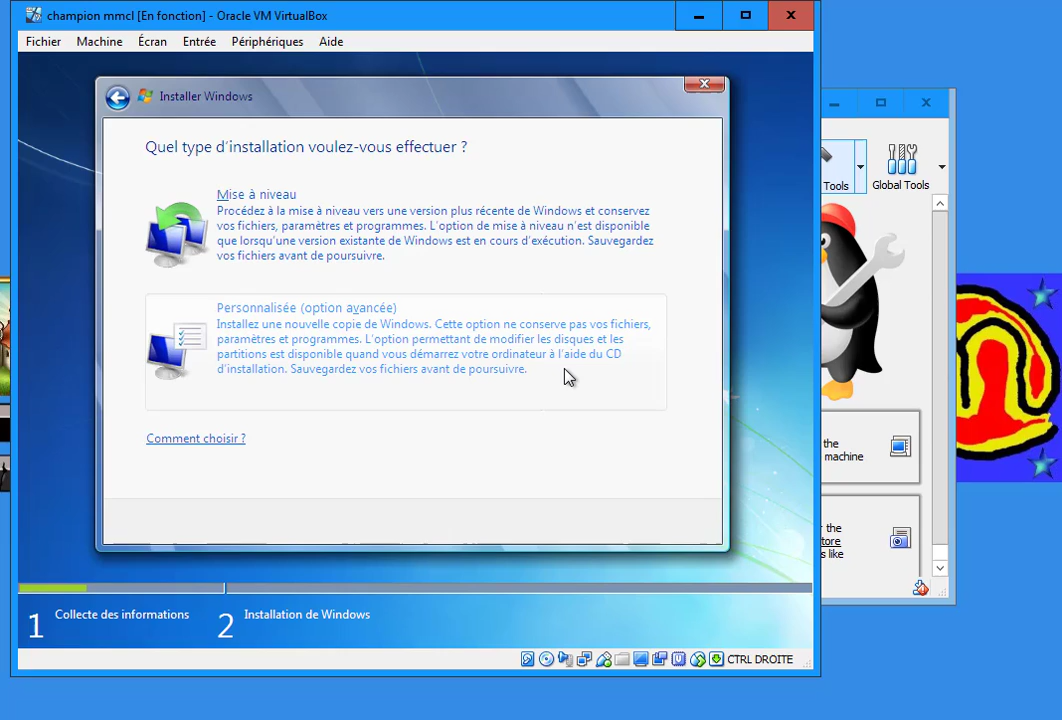 champion mmcl [En fonction] - Oracle VM VirtualBox
Fichier Machine Écran Entrée Périphériques Aide
Installer Windows
Quel type d'installation voulez-vous effectuer ?
Mise à niveau
Procédez à la mise à niveau vers une version plus récente de Windows et conservez
vos fichiers, paramètres et programmes. L'option de mise à niveau n'est disponible
que lorsqu'une version existante de Windows est en cours d'exécution. Sauvegardez
vos fichiers avant de poursuivre.
Personnalisée (option avancée)
Installez une nouvelle copie de Windows. Cette option ne conserve pas vos fichiers,
paramètres et programmes. L'option permettant de modifier les disques et les
partitions est disponible quand vous démarrez votre ordinateur à l'aide du CD
d'installation. Sauvegardez vos fichiers avant de poursuivre.
Comment choisir ?
1 Collecte des informations
2 Installation de Windows
CTRL DROITE
Tools
Global Tools
the
machine
the
tore
s like